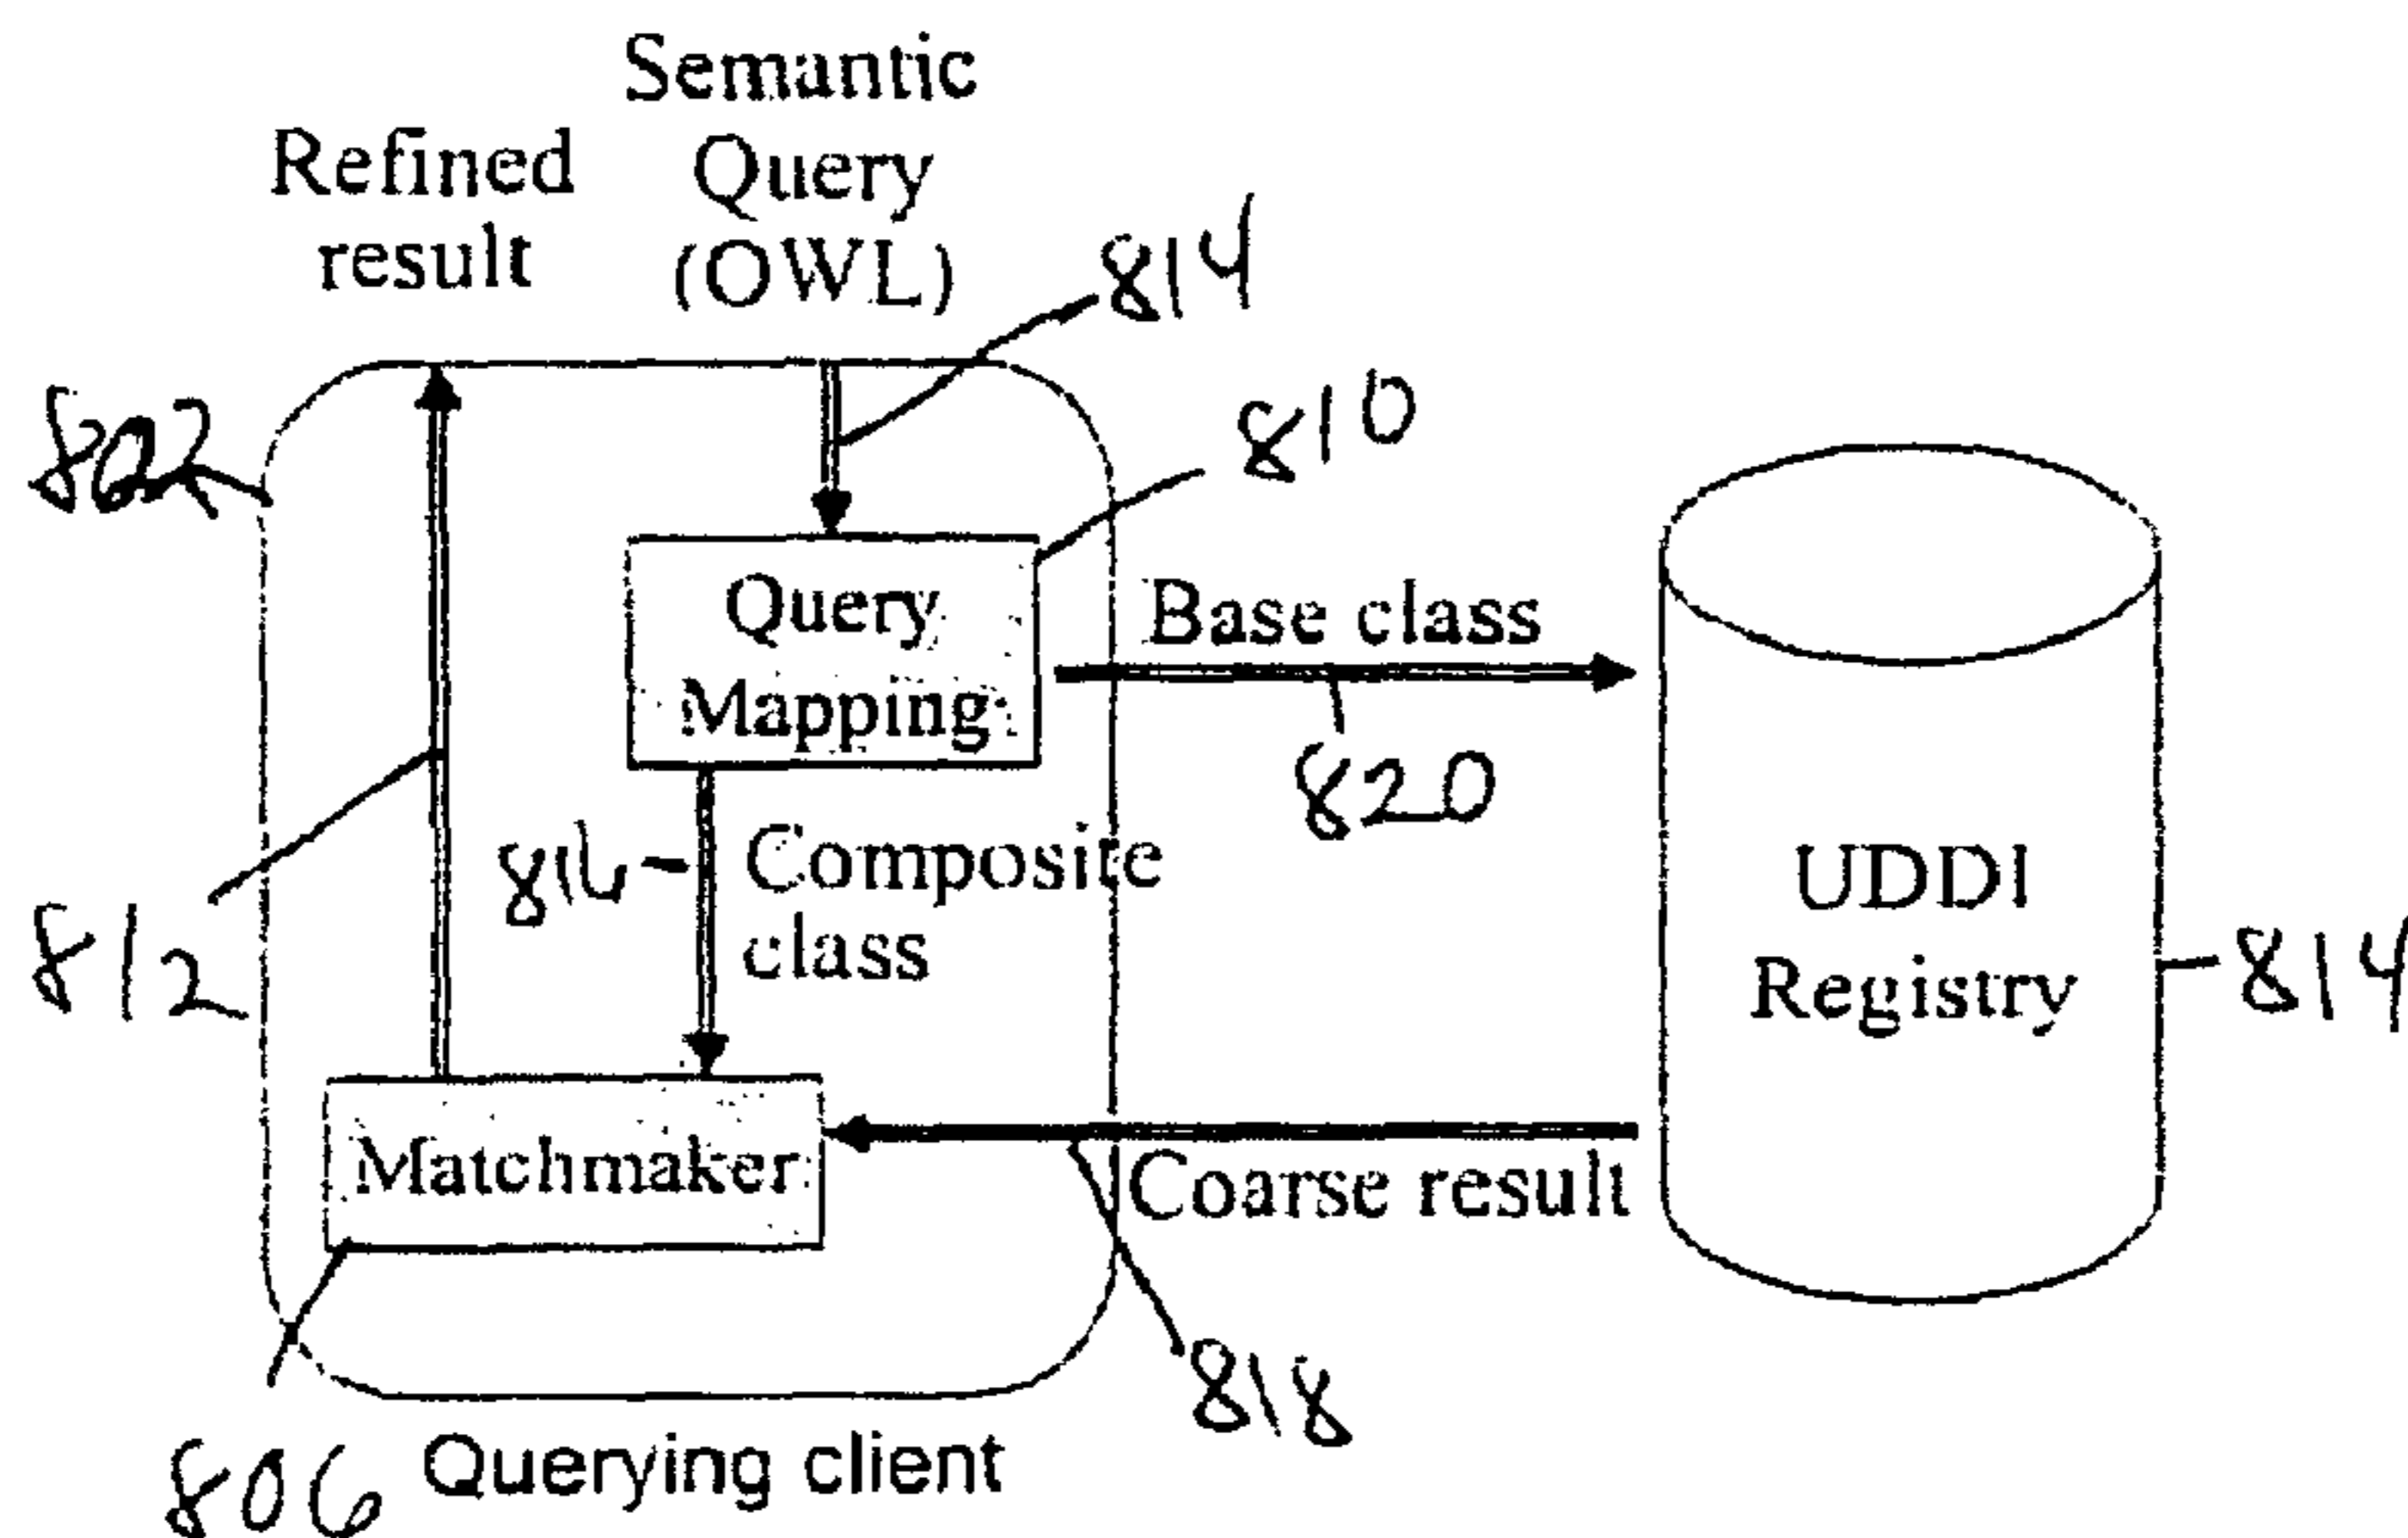 Semantic
Query
(OWL)
Refined
result
814
810
Query
Mapping
Base class
820
816
Composite
class
812
UDDI
Registry
814
Matchmaker
Coarse result
818
806
Querying client